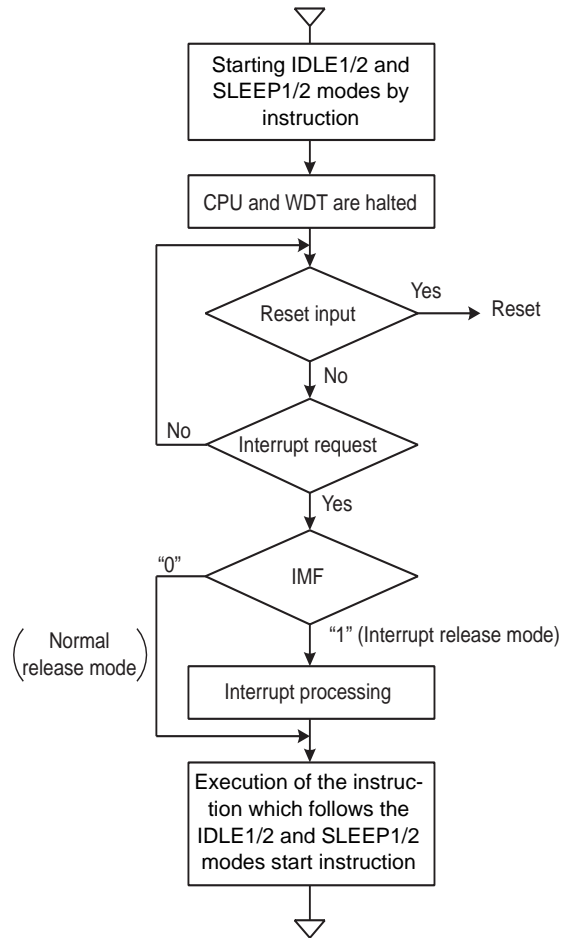 Starting IDLE1/2 and
SLEEP1/2 modes by
instruction
CPU and WDT are halted
Reset input
Yes
Reset
No
No
Interrupt request
Yes
“0”
IMF
Normal
release mode
“1” (Interrupt release mode)
Interrupt processing
Execution of the instruc-
tion which follows the
IDLE1/2 and SLEEP1/2
modes start instruction